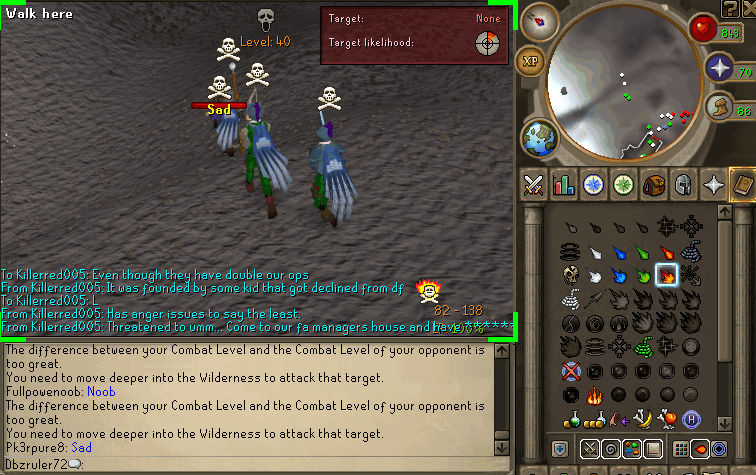 Walk here
Level: 40
Target: None
Target likelihood:
Sad
XP
843
70
88
To Killerred005: Even though they have double our ops
From Killerred005: It was founded by some kid that got declined from df
To Killerred005: L
From Killerred005: Has anger issues to say the least.
From Killerred005: Threatened to umm... Come to our fa managers house and have ******
82 - 138
The difference between your Combat Level and the Combat Level of your opponent is
too great.
You need to move deeper into the Wilderness to attack that target.
Fullpowenoob: Noob
The difference between your Combat Level and the Combat Level of your opponent is
too great.
You need to move deeper into the Wilderness to attack that target.
Pk3rpure8: Sad
Dbzruler72: